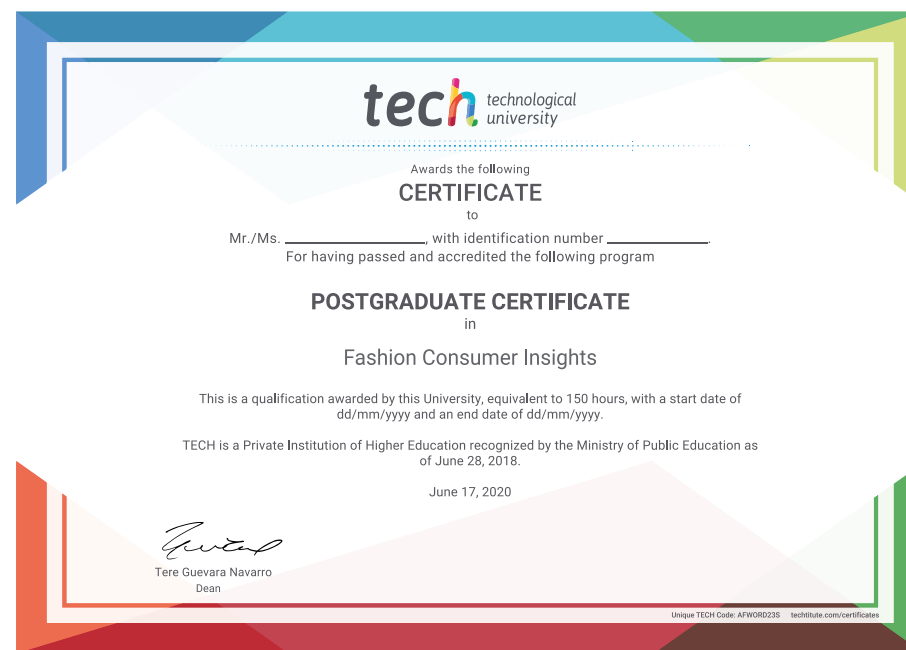 tech technological
university
Awards the following
CERTIFICATE
to
Mr./Ms. ____________________, with identification number ______________.
For having passed and accredited the following program
POSTGRADUATE CERTIFICATE
in
Fashion Consumer Insights
This is a qualification awarded by this University, equivalent to 150 hours, with a start date of
dd/mm/yyyy and an end date of dd/mm/yyyy.
TECH is a Private Institution of Higher Education recognized by the Ministry of Public Education as
of June 28, 2018.
June 17, 2020
Tere Guevara Navarro
Dean
Unique TECH Code: AFWORD23S techtitute.com/certificates